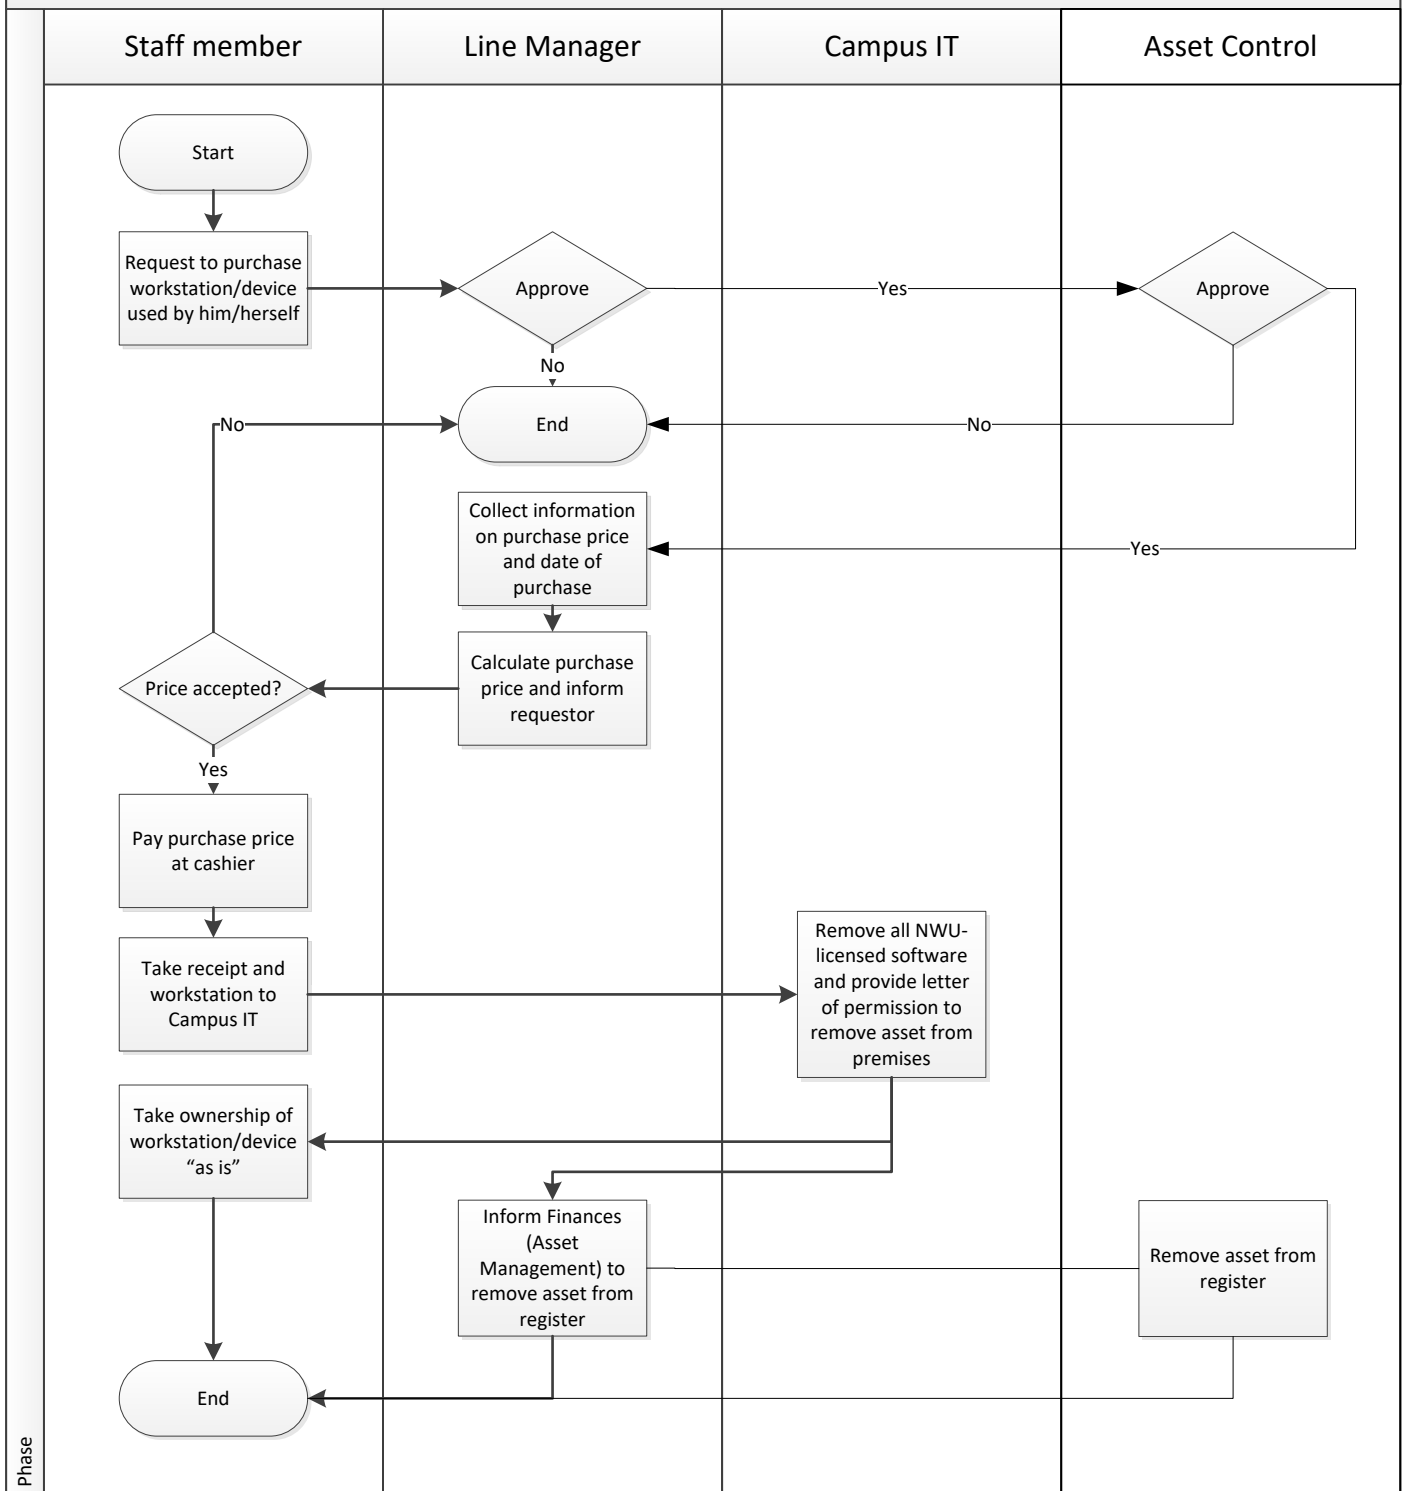 Staff member
Line Manager
Campus IT
Asset Control
Start
Request to purchase
workstation/device
used by him/herself
Approve
Yes
Approve
No
End
No
No
Collect information
on purchase price
and date of
purchase
Yes
Calculate purchase
price and inform
requestor
Price accepted?
Yes
Pay purchase price
at cashier
Take receipt and
workstation to
Campus IT
Remove all NWU-
licensed software
and provide letter
of permission to
remove asset from
premises
Take ownership of
workstation/device
“as is”
Inform Finances
(Asset
Management) to
remove asset from
register
Remove asset from
register
End
Phase